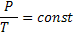 P/T = const